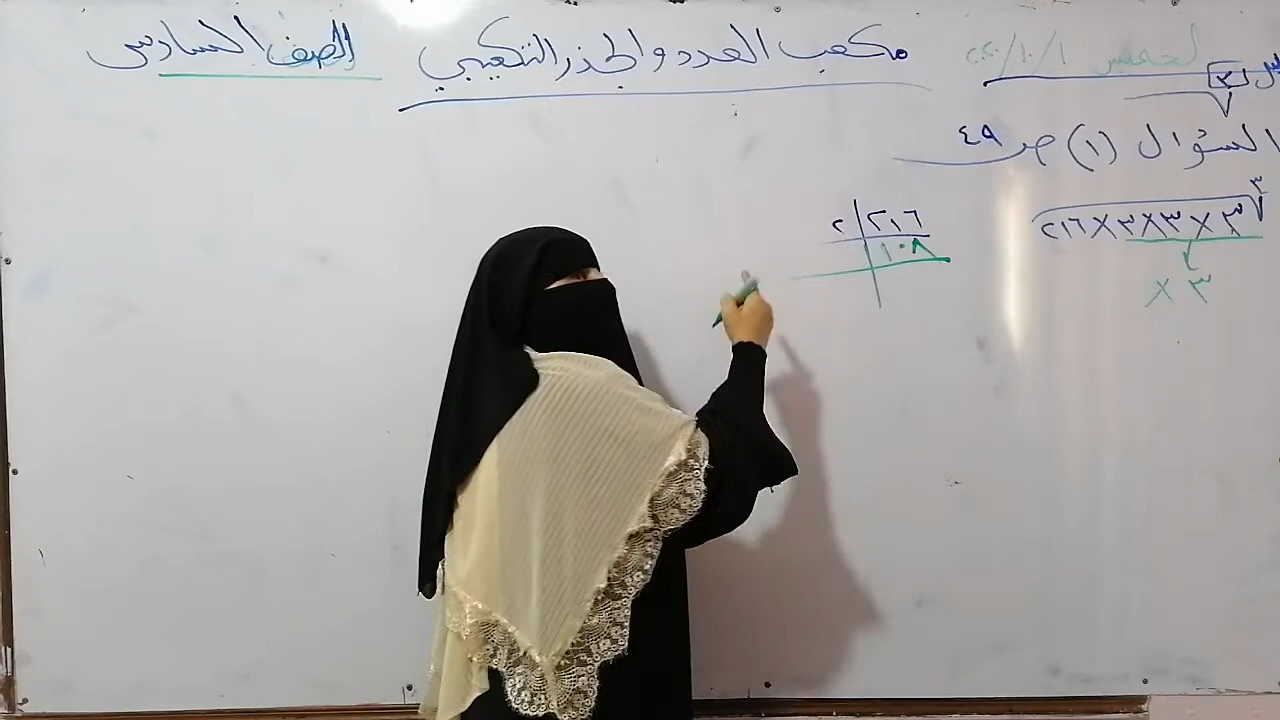 الخميس ٢٠٢٠/١٠/١
مكعب العدد والجذر التكعيبي
الصف السادس
٣
السؤال (١) ص ٤٩
٣√ ٣ × ٣ × ٣ × ٢١٦
٣ ×
٢١٦ | ٢
١٠٨ |